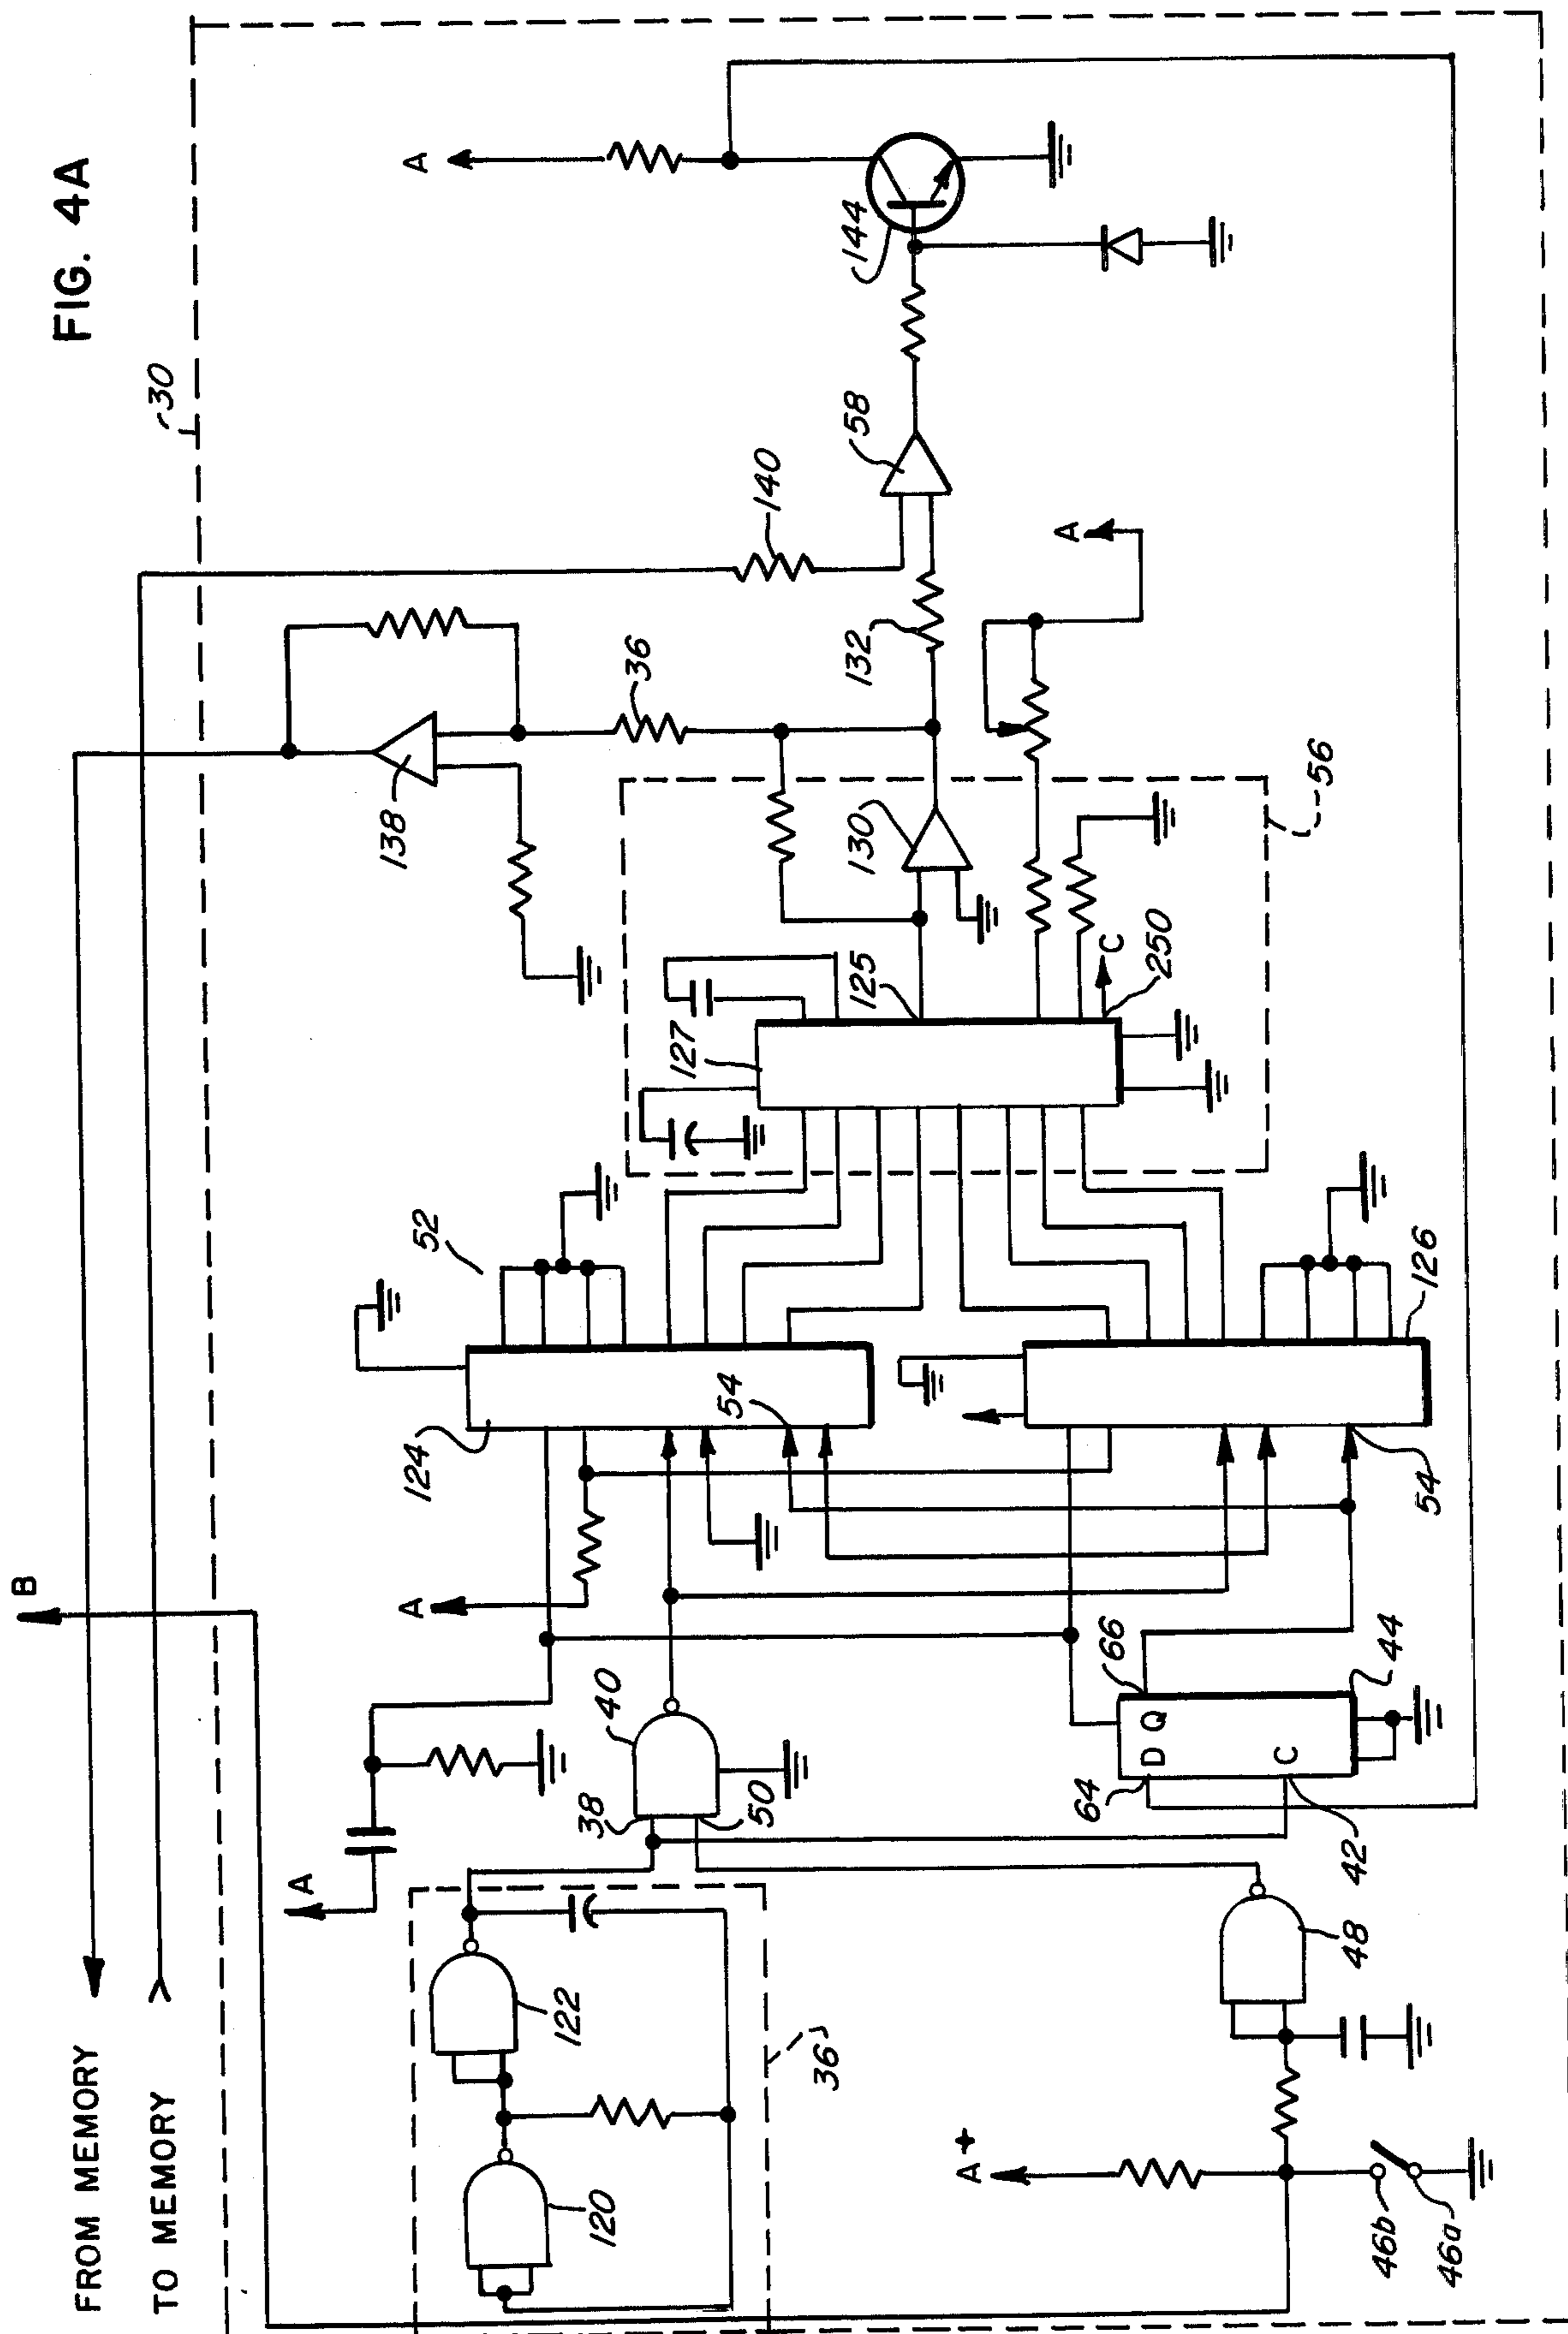 FIG. 4A
FROM MEMORY
TO MEMORY
B
30
A
A
52
124
54
138
36
140
58
144
A
132
130
125
127
A
C
250
56
40
38
50
122
120
36
A+
46b
46a
48
42
64
66
D Q
C
44
54
126
A